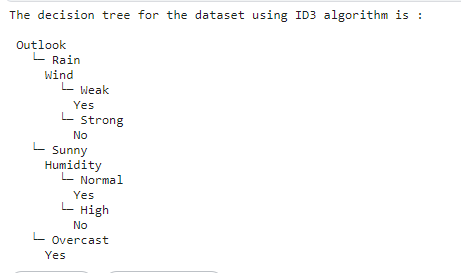 The decision tree for the dataset using ID3 algorithm is :
Outlook
└─ Rain
Wind
└─ Weak
Yes
└─ Strong
No
└─ Sunny
Humidity
└─ Normal
Yes
└─ High
No
└─ Overcast
Yes